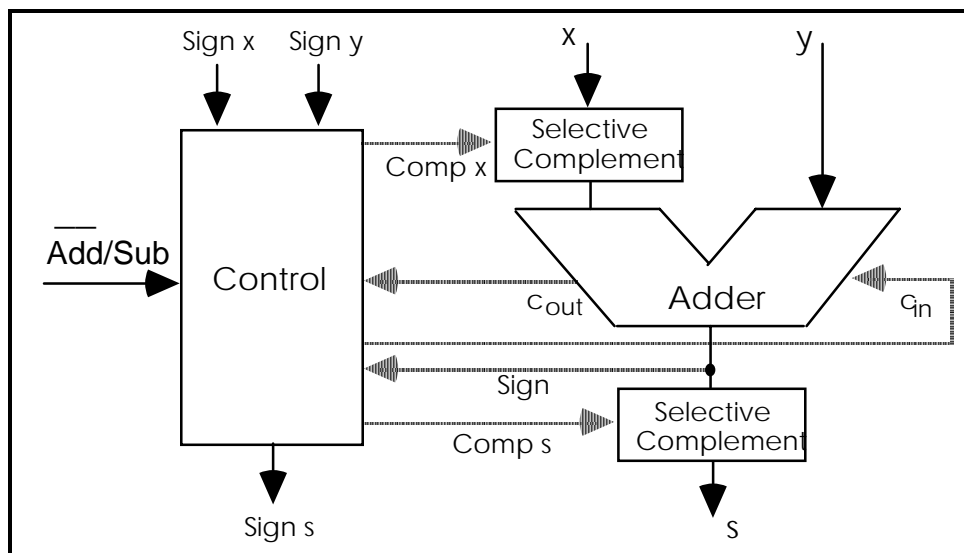 Sign x
Sign y
x
y
Selective
Complement
Comp x
Add/Sub
Control
Adder
cout
cin
Sign
Selective
Complement
Comp s
Sign s
s